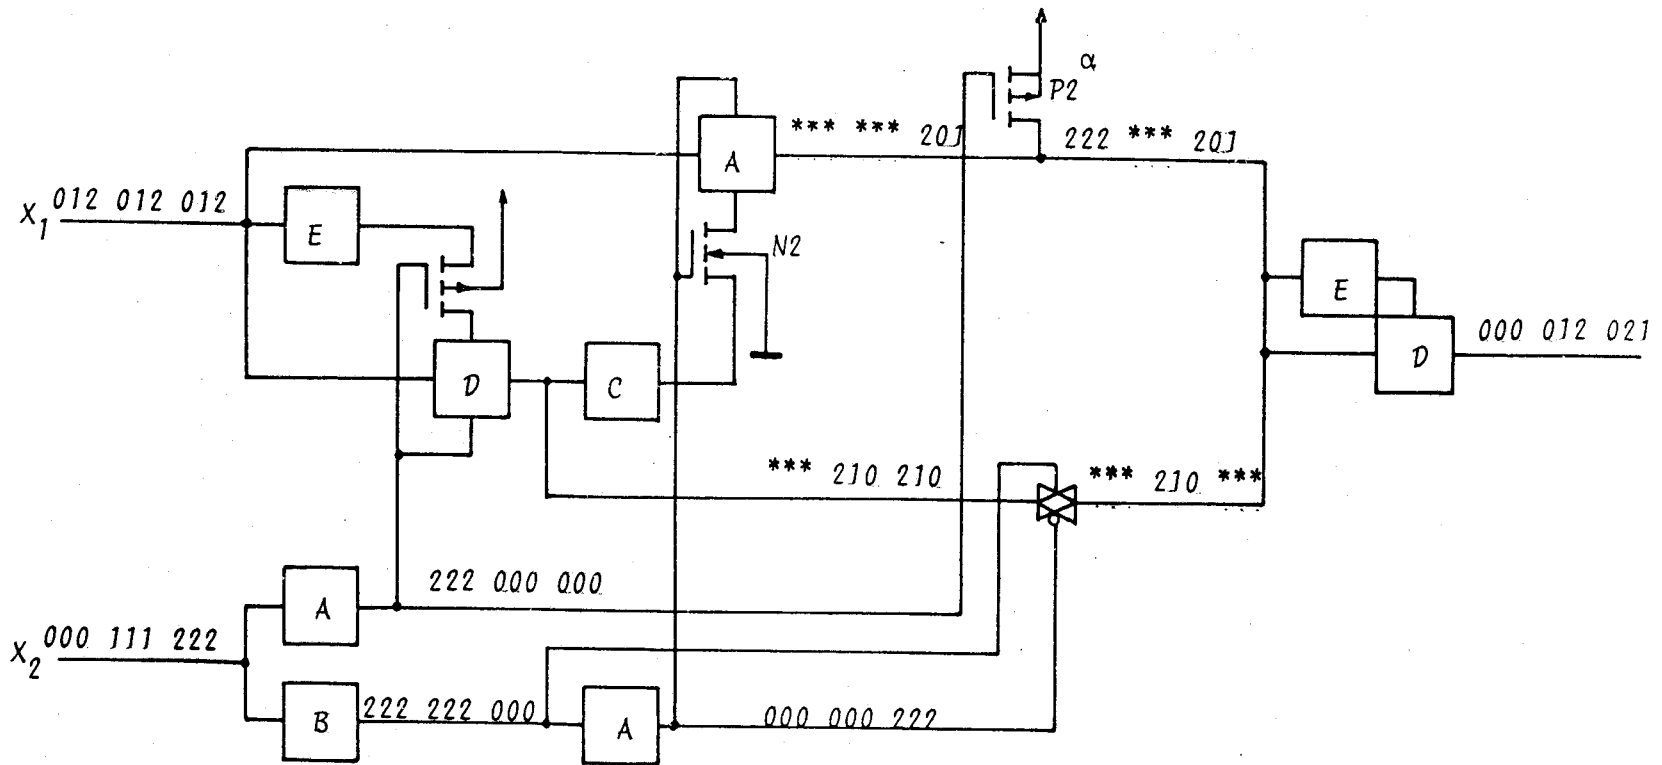 α
P2
*** *** 201
222 *** 201
A
X1 012 012 012
E
N2
E
D
000 012 021
D
C
*** 210 210
*** 210 ***
222 000 000
A
X2 000 111 222
B
222 222 000
A
000 000 222